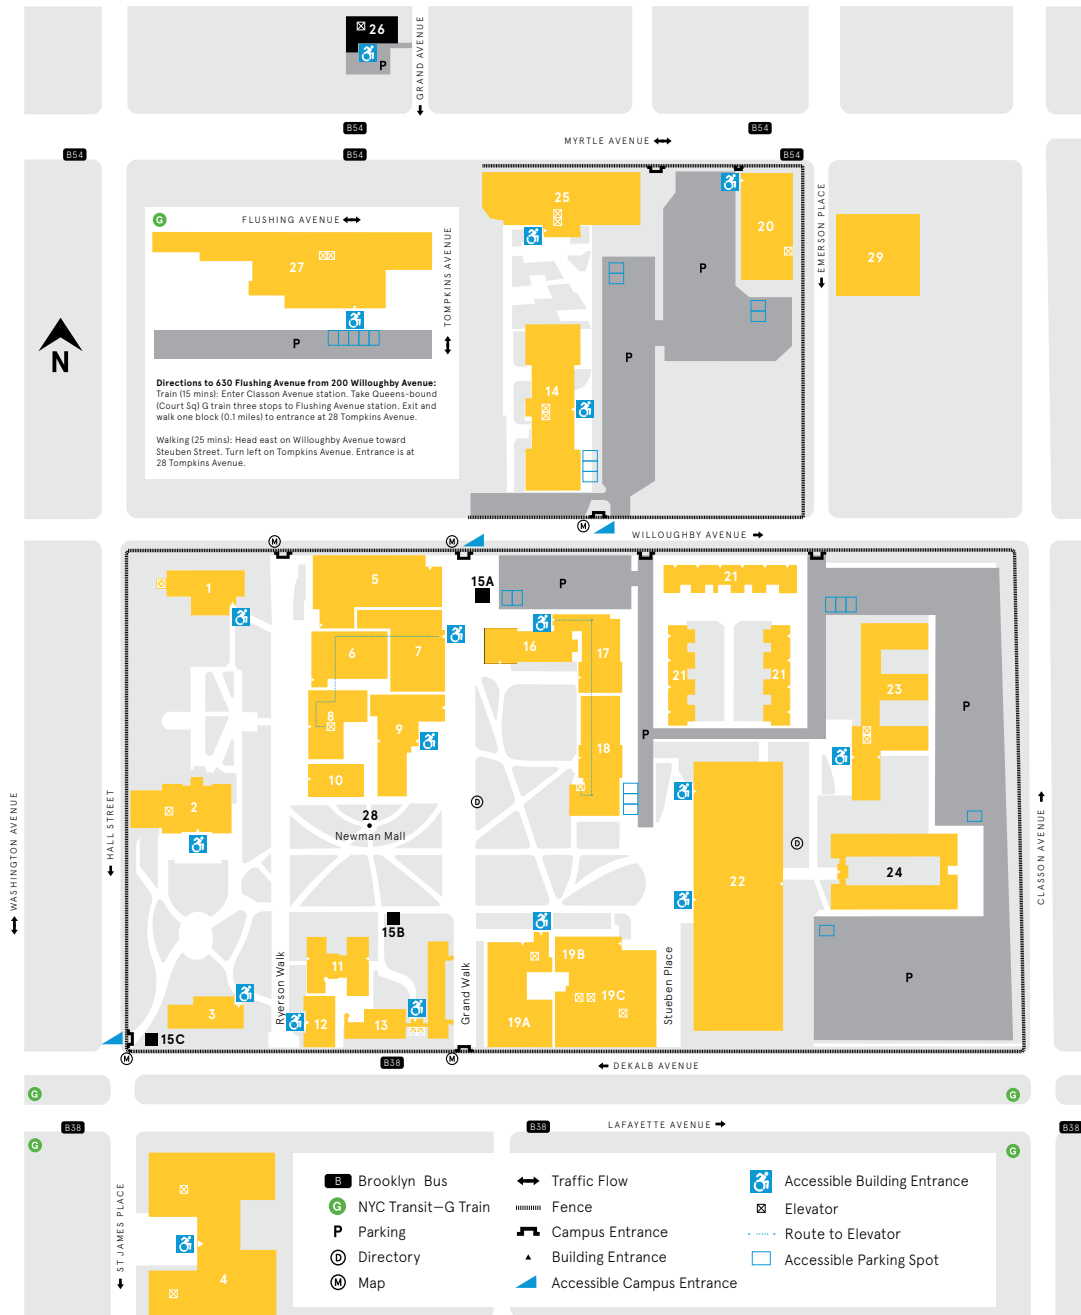 26
P
GRAND AVENUE
B54
B54
MYRTLE AVENUE
B54
B54
B54
G
FLUSHING AVENUE
27
TOMPKINS AVENUE
P
Directions to 630 Flushing Avenue from 200 Willoughby Avenue:
Train (15 mins): Enter Classon Avenue station. Take Queens-bound
(Court Sq) G train three stops to Flushing Avenue station. Exit and
walk one block (0.1 miles) to entrance at 28 Tompkins Avenue.
Walking (25 mins): Head east on Willoughby Avenue toward
Steuben Street. Turn left on Tompkins Avenue. Entrance is at
28 Tompkins Avenue.
N
25
20
P
EMERSON PLACE
29
P
14
M
WILLOUGHBY AVENUE
M
M
1
5
15A
P
21
6
7
16
17
21
21
23
8
9
18
P
P
10
2
28
Newman Mall
D
D
22
24
HALL STREET
WASHINGTON AVENUE
CLASSON AVENUE
15B
11
Ryerson Walk
Grand Walk
19B
19C
19A
Stueben Place
P
3
12
13
15C
M
B38
M
DEKALB AVENUE
G
G
B38
B38
LAFAYETTE AVENUE
B38
G
G
ST JAMES PLACE
4
B Brooklyn Bus
G NYC Transit—G Train
P Parking
D Directory
M Map
Traffic Flow
Fence
Campus Entrance
Building Entrance
Accessible Campus Entrance
Accessible Building Entrance
Elevator
Route to Elevator
Accessible Parking Spot